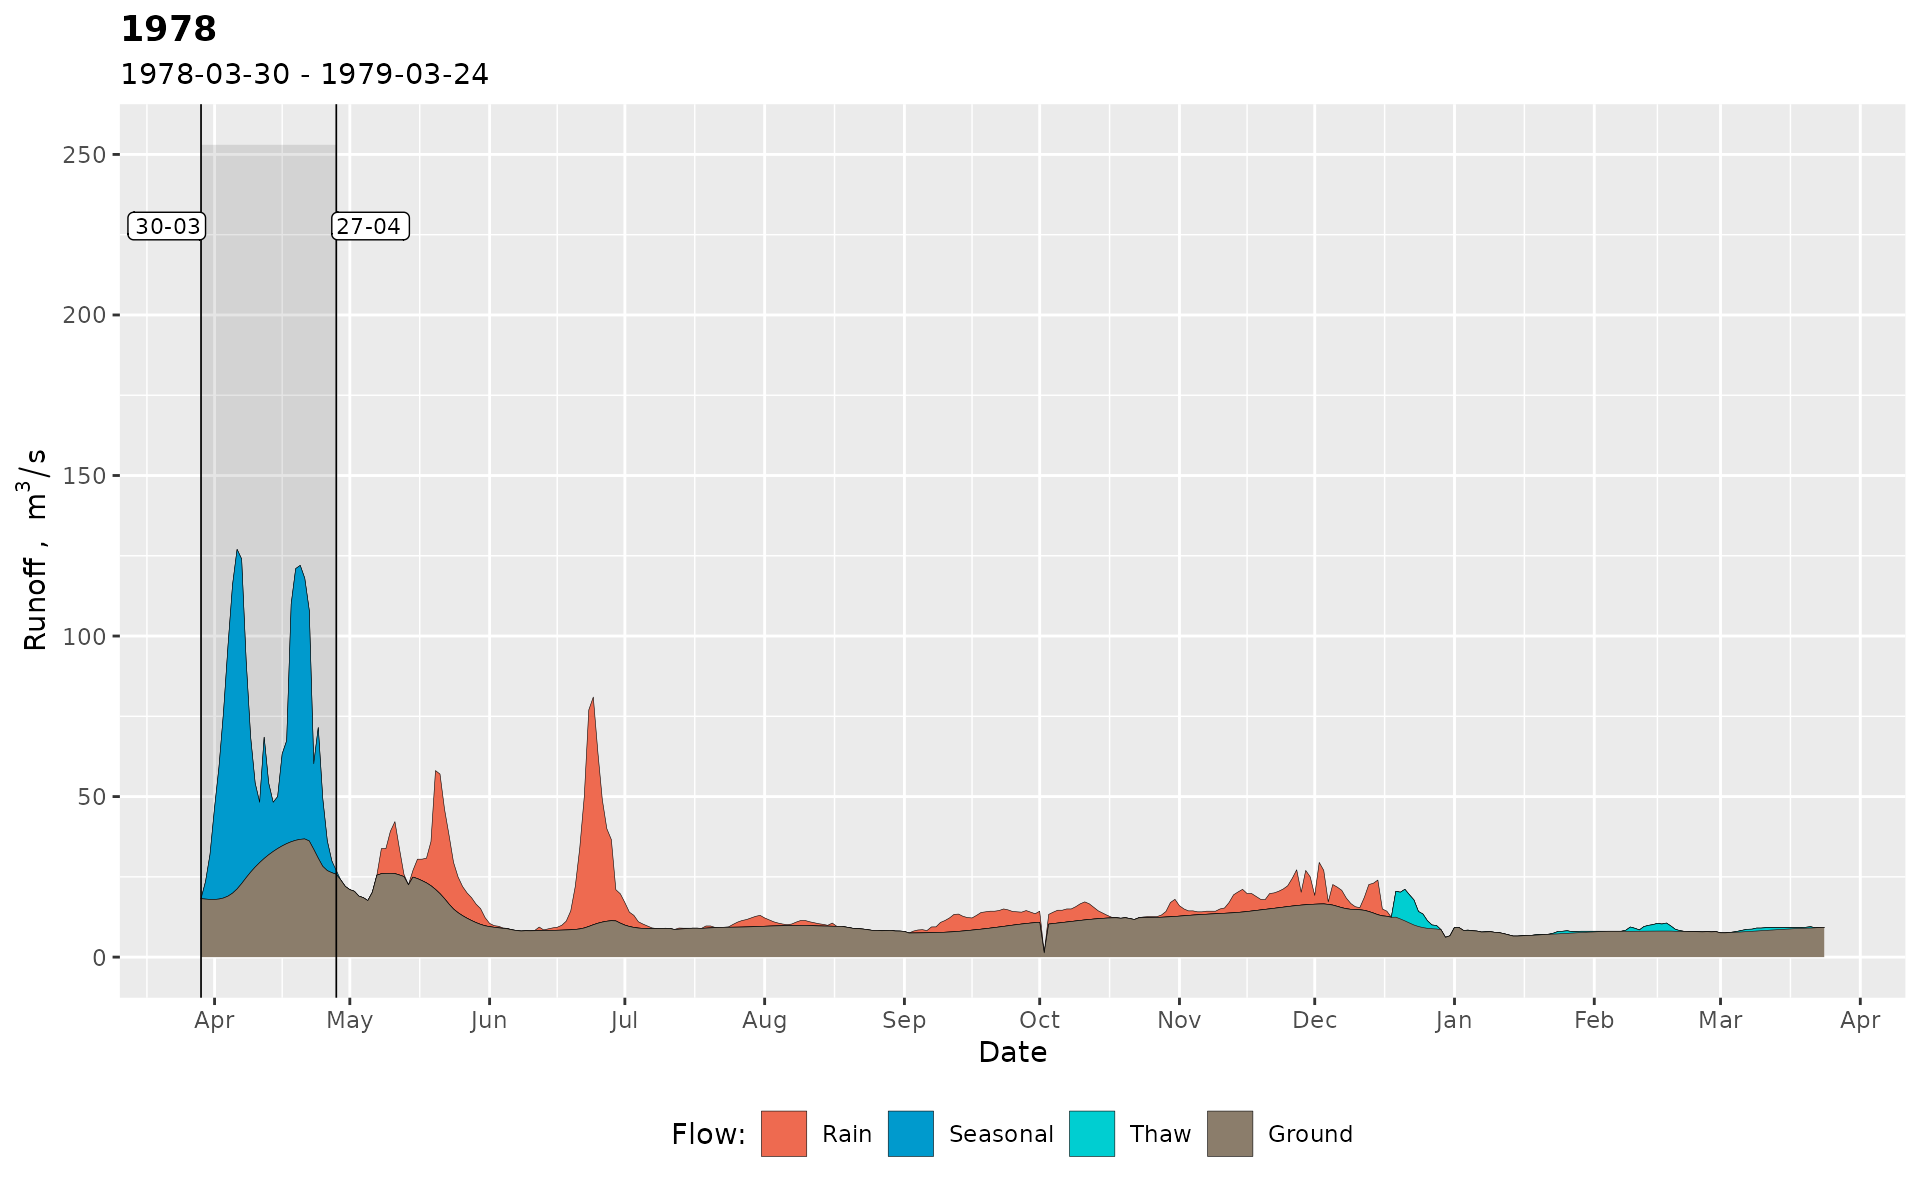 1978
1978-03-30 - 1979-03-24
250
200
150
100
50
0
Runoff , m³/s
30-03
27-04
Apr May Jun Jul Aug Sep Oct Nov Dec Jan Feb Mar Apr
Date
Flow: Rain Seasonal Thaw Ground